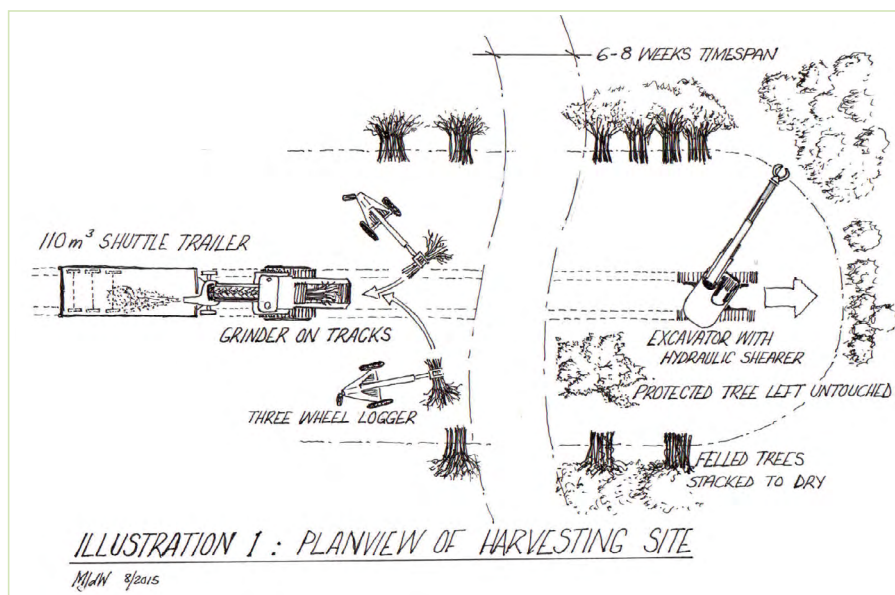 6-8 WEEKS TIMESPAN
110 m³ SHUTTLE TRAILER
GRINDER ON TRACKS
EXCAVATOR WITH
HYDRAULIC SHEARER
PROTECTED TREE LEFT UNTOUCHED
THREE WHEEL LOGGER
FELLED TREES
STACKED TO DRY
ILLUSTRATION 1 : PLANVIEW OF HARVESTING SITE
8/2015